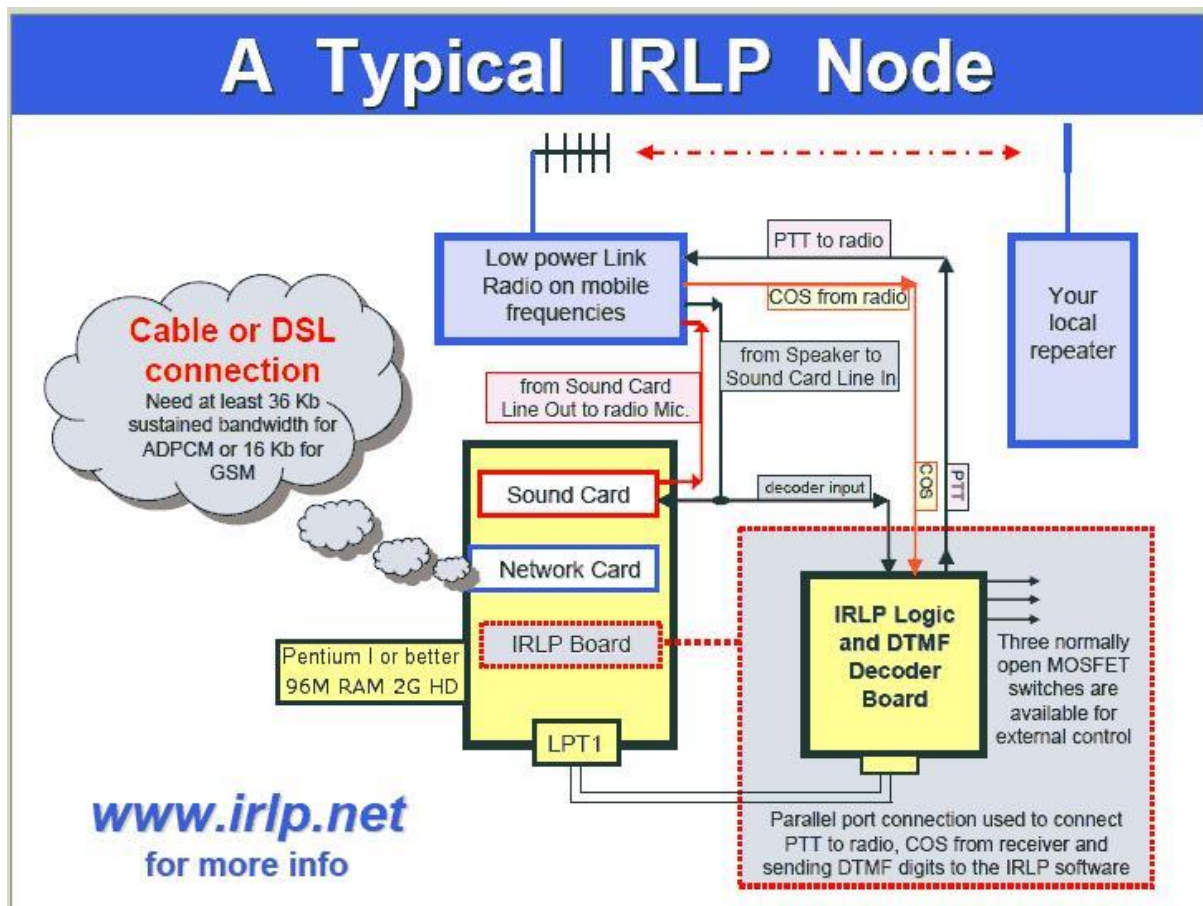 A Typical IRLP Node
Low power Link
Radio on mobile
frequencies
PTT to radio
COS from radio
Your
local
repeater
Cable or DSL
connection
Need at least 36 Kb
sustained bandwidth for
ADPCM or 16 Kb for
GSM
from Speaker to
Sound Card Line In
from Sound Card
Line Out to radio Mic.
Sound Card
decoder input
COS
PTT
Network Card
IRLP Board
Pentium I or better
96M RAM 2G HD
LPT1
IRLP Logic
and DTMF
Decoder
Board
Three normally
open MOSFET
switches are
available for
external control
Parallel port connection used to connect
PTT to radio, COS from receiver and
sending DTMF digits to the IRLP software
www.irlp.net
for more info